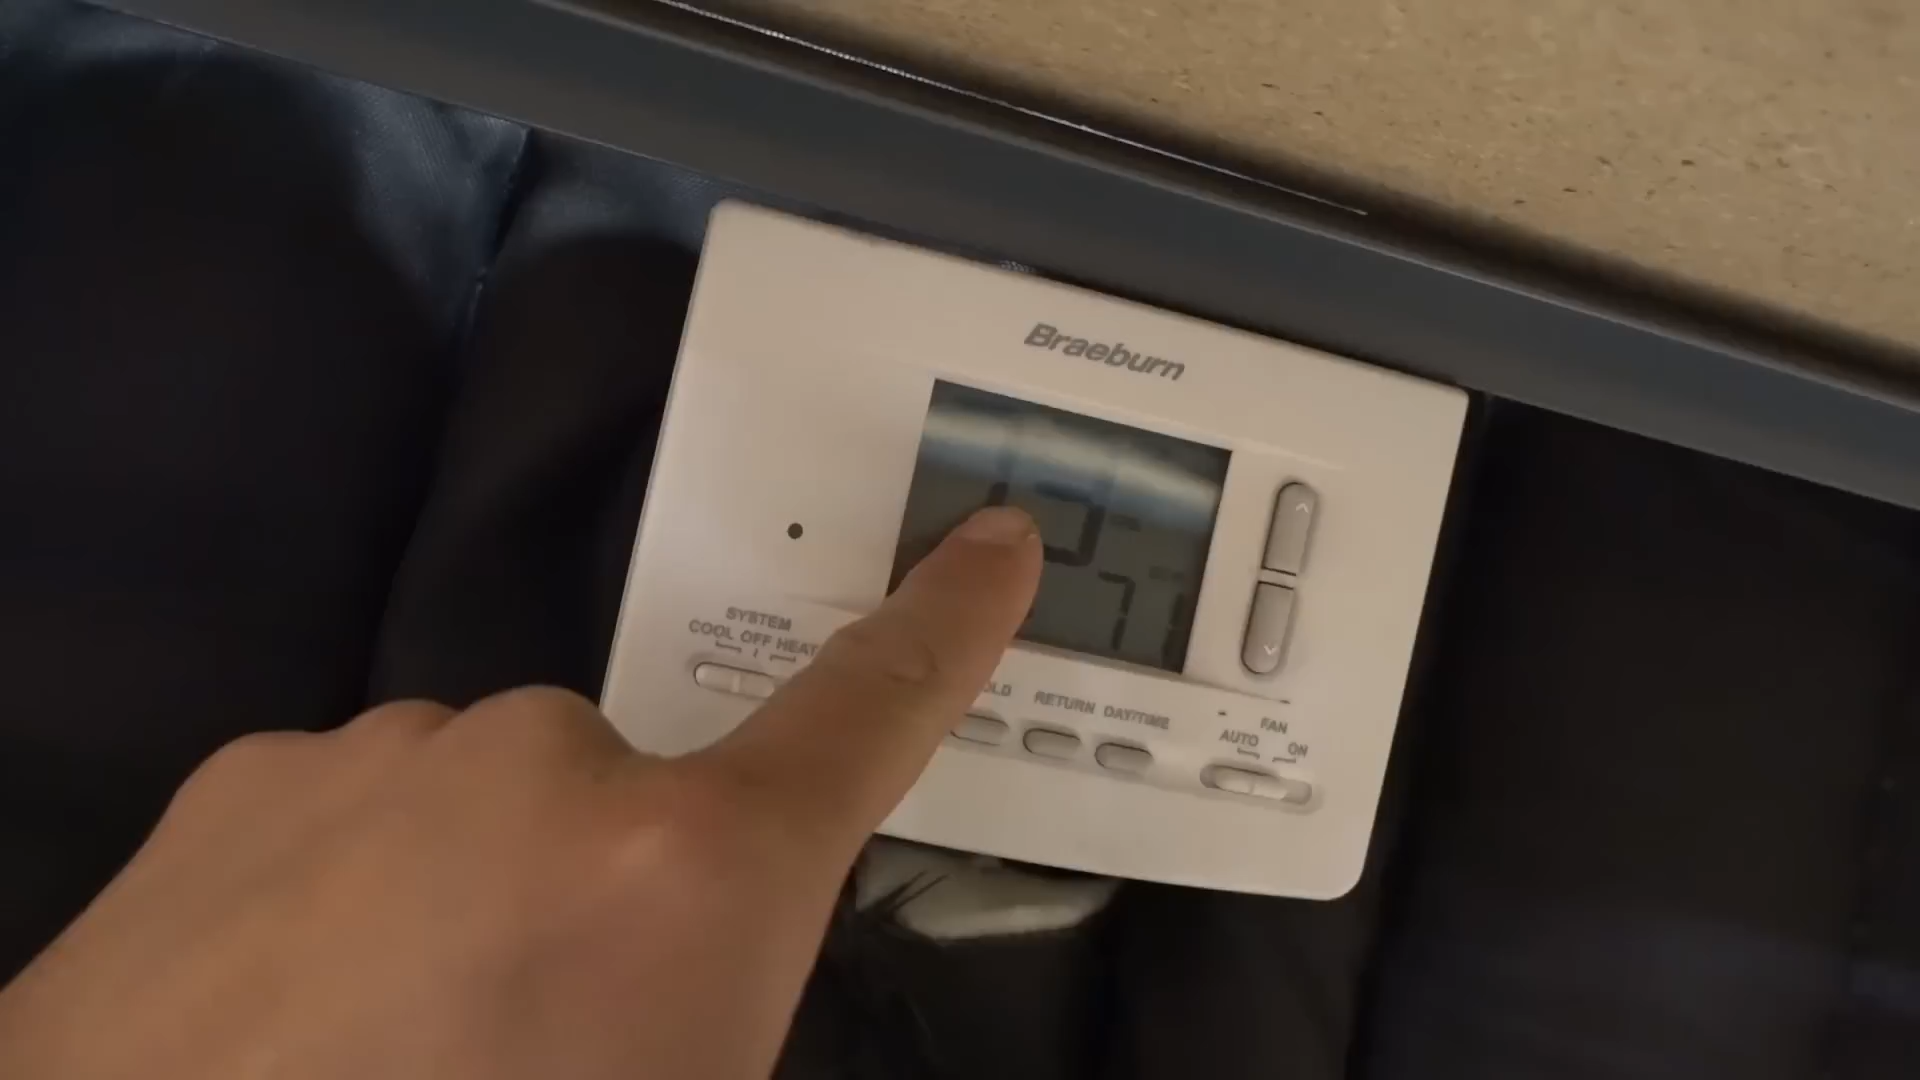 Braeburn
SYSTEM
COOL OFF HEAT
RETURN DAY/TIME
FAN
AUTO ON